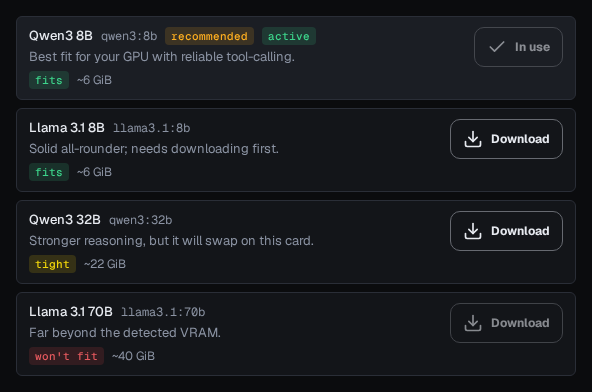 Qwen3 8B qwen3:8b recommended active
In use
Best fit for your GPU with reliable tool-calling.
fits ~6 GiB
Llama 3.1 8B llama3.1:8b
Download
Solid all-rounder; needs downloading first.
fits ~6 GiB
Qwen3 32B qwen3:32b
Download
Stronger reasoning, but it will swap on this card.
tight ~22 GiB
Llama 3.1 70B llama3.1:70b
Download
Far beyond the detected VRAM.
won't fit ~40 GiB